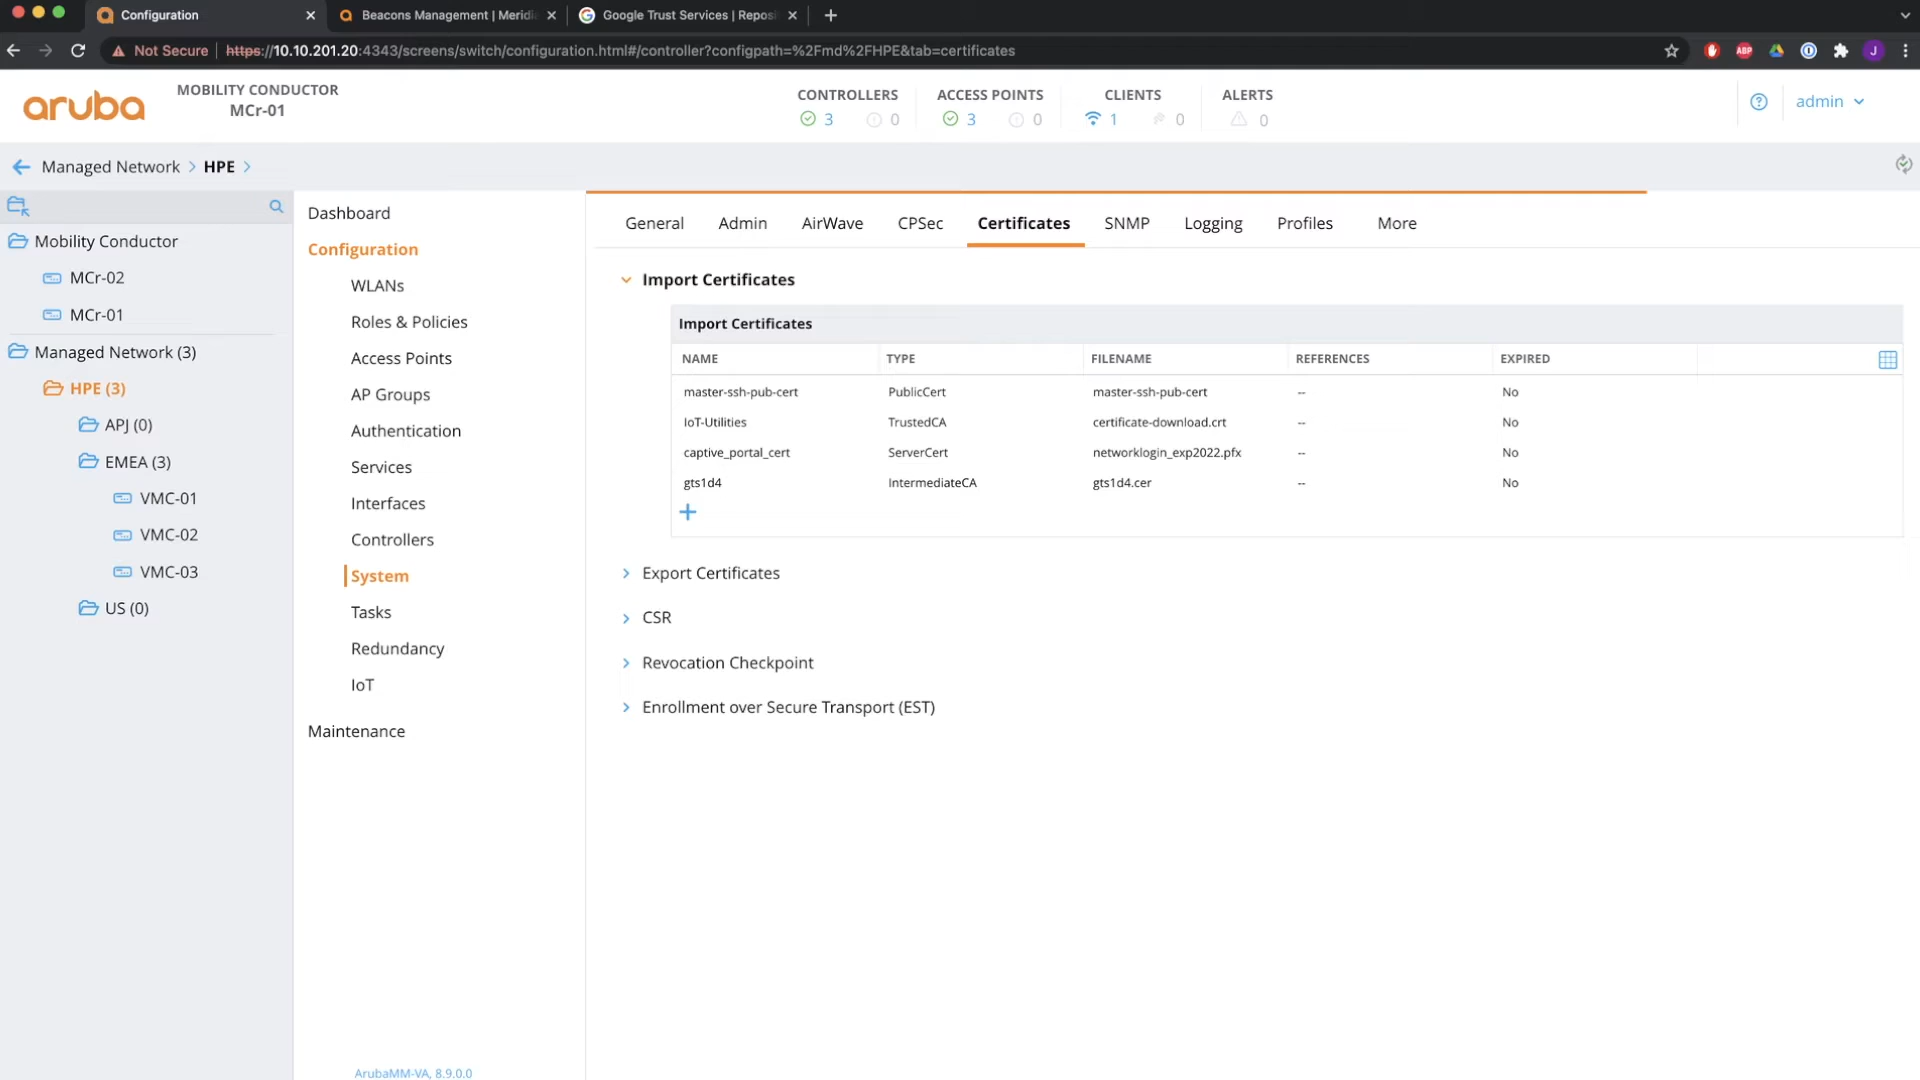 Configuration
Beacons Management | Meridi
Google Trust Services | Repos
Not Secure
https://10.10.201.20:4343/screens/switch/configuration.html#/controller?configpath=%2Fmd%2FHPE&tab=certificates
ABP
J
aruba
MOBILITY CONDUCTOR
MCr-01
CONTROLLERS
3 0
ACCESS POINTS
3 0
CLIENTS
1 0
ALERTS
0
admin
Managed Network > HPE >
Mobility Conductor
MCr-02
MCr-01
Managed Network (3)
HPE (3)
APJ (0)
EMEA (3)
VMC-01
VMC-02
VMC-03
US (0)
Dashboard
Configuration
WLANs
Roles & Policies
Access Points
AP Groups
Authentication
Services
Interfaces
Controllers
System
Tasks
Redundancy
IoT
Maintenance
ArubaMM-VA, 8.9.0.0
General Admin AirWave CPSec Certificates SNMP Logging Profiles More
Import Certificates
Import Certificates
NAME TYPE FILENAME REFERENCES EXPIRED
master-ssh-pub-cert PublicCert master-ssh-pub-cert -- No
IoT-Utilities TrustedCA certificate-download.crt -- No
captive_portal_cert ServerCert networklogin_exp2022.pfx -- No
gts1d4 IntermediateCA gts1d4.cer -- No
Export Certificates
CSR
Revocation Checkpoint
Enrollment over Secure Transport (EST)